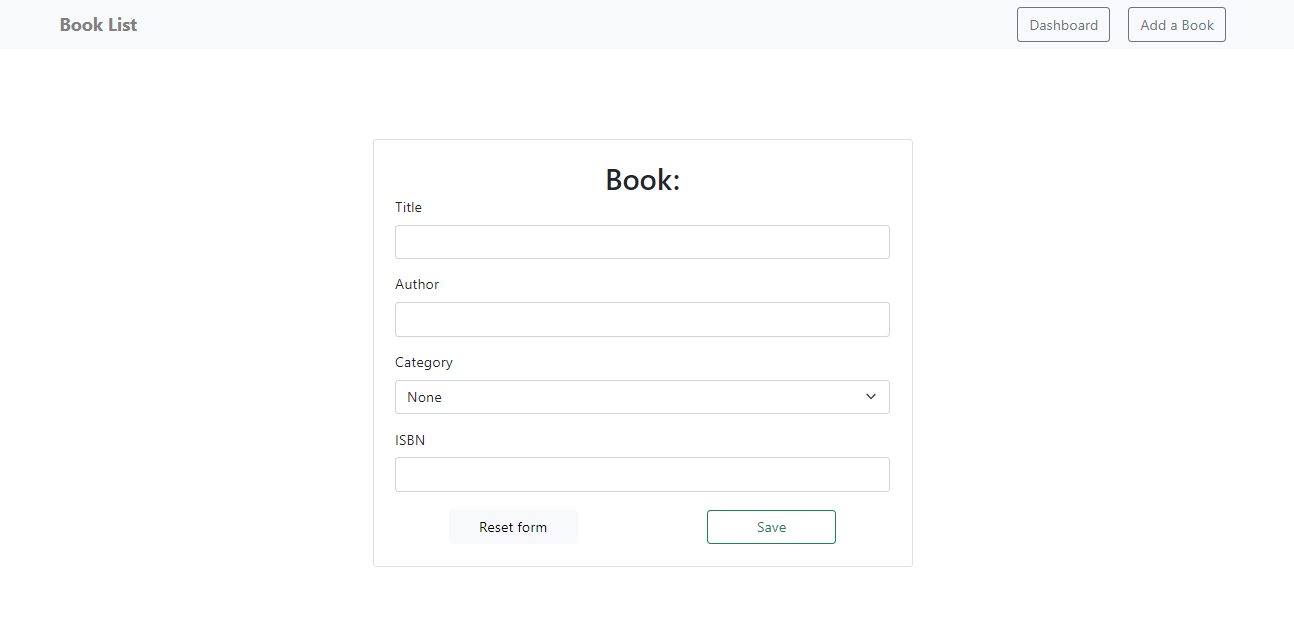 Book List
Dashboard
Add a Book
Book:
Title
Author
Category
None
ISBN
Reset form
Save